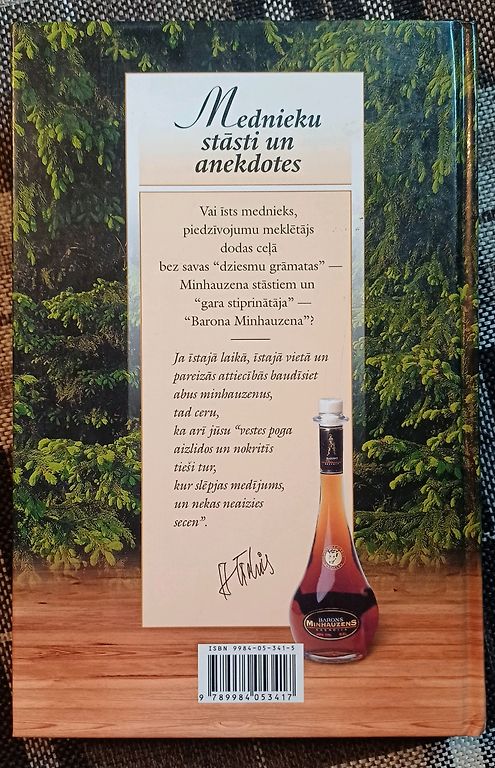 Mednieku
stāsti un
anekdotes
Vai īsts mednieks,
piedzīvojumu meklētājs
dodas ceļā
bez savas “dziesmu grāmatas” —
Minhauzena stāstiem un
“gara stiprinātāja” —
“Barona Minhauzena”?
Ja īstajā laikā, īstajā vietā un
pareizās attiecībās baudīsiet
abus minhauzenus,
tad ceru,
ka arī jūsu “vestes poga
aizlidos un nokritīs
tieši tur,
kur slēpjas medījums,
un nekas neaizies
secen”.
BARONS
MINHAUZENS
ISBN 9984-05-341-5
9 789984 053417